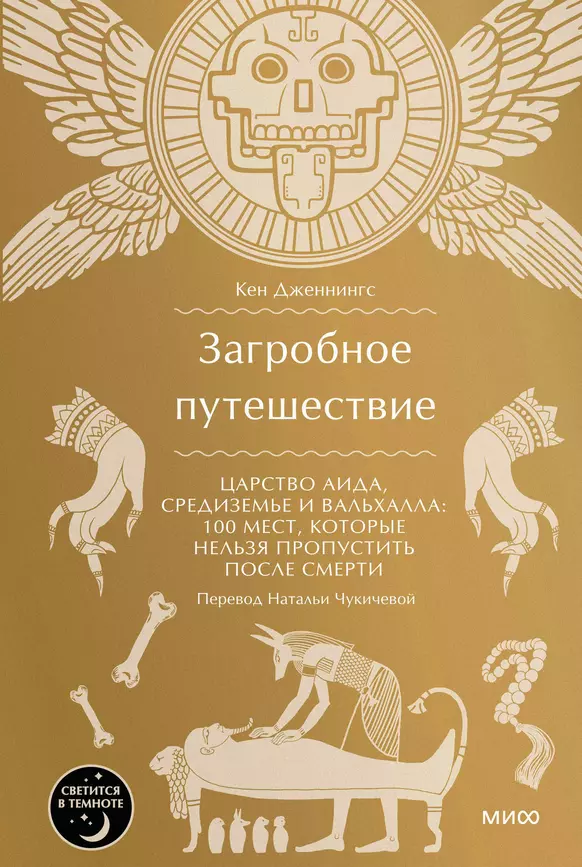 Кен Дженнингс
Загробное
путешествие
ЦАРСТВО АИДА,
СРЕДИЗЕМЬЕ И ВАЛЬХАЛЛА:
100 МЕСТ, КОТОРЫЕ
НЕЛЬЗЯ ПРОПУСТИТЬ
ПОСЛЕ СМЕРТИ
Перевод Натальи Чукичевой
СВЕТИТСЯ
В ТЕМНОТЕ
МИФ